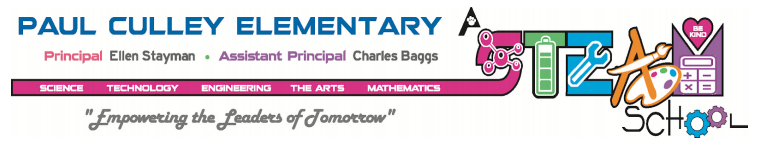 PAUL CULLEY ELEMENTARY
Principal Ellen Stayman • Assistant Principal Charles Baggs
SCIENCE TECHNOLOGY ENGINEERING THE ARTS MATHEMATICS
"Empowering the Leaders of Tomorrow"
A
STEAM
BE KIND
SCHOOL